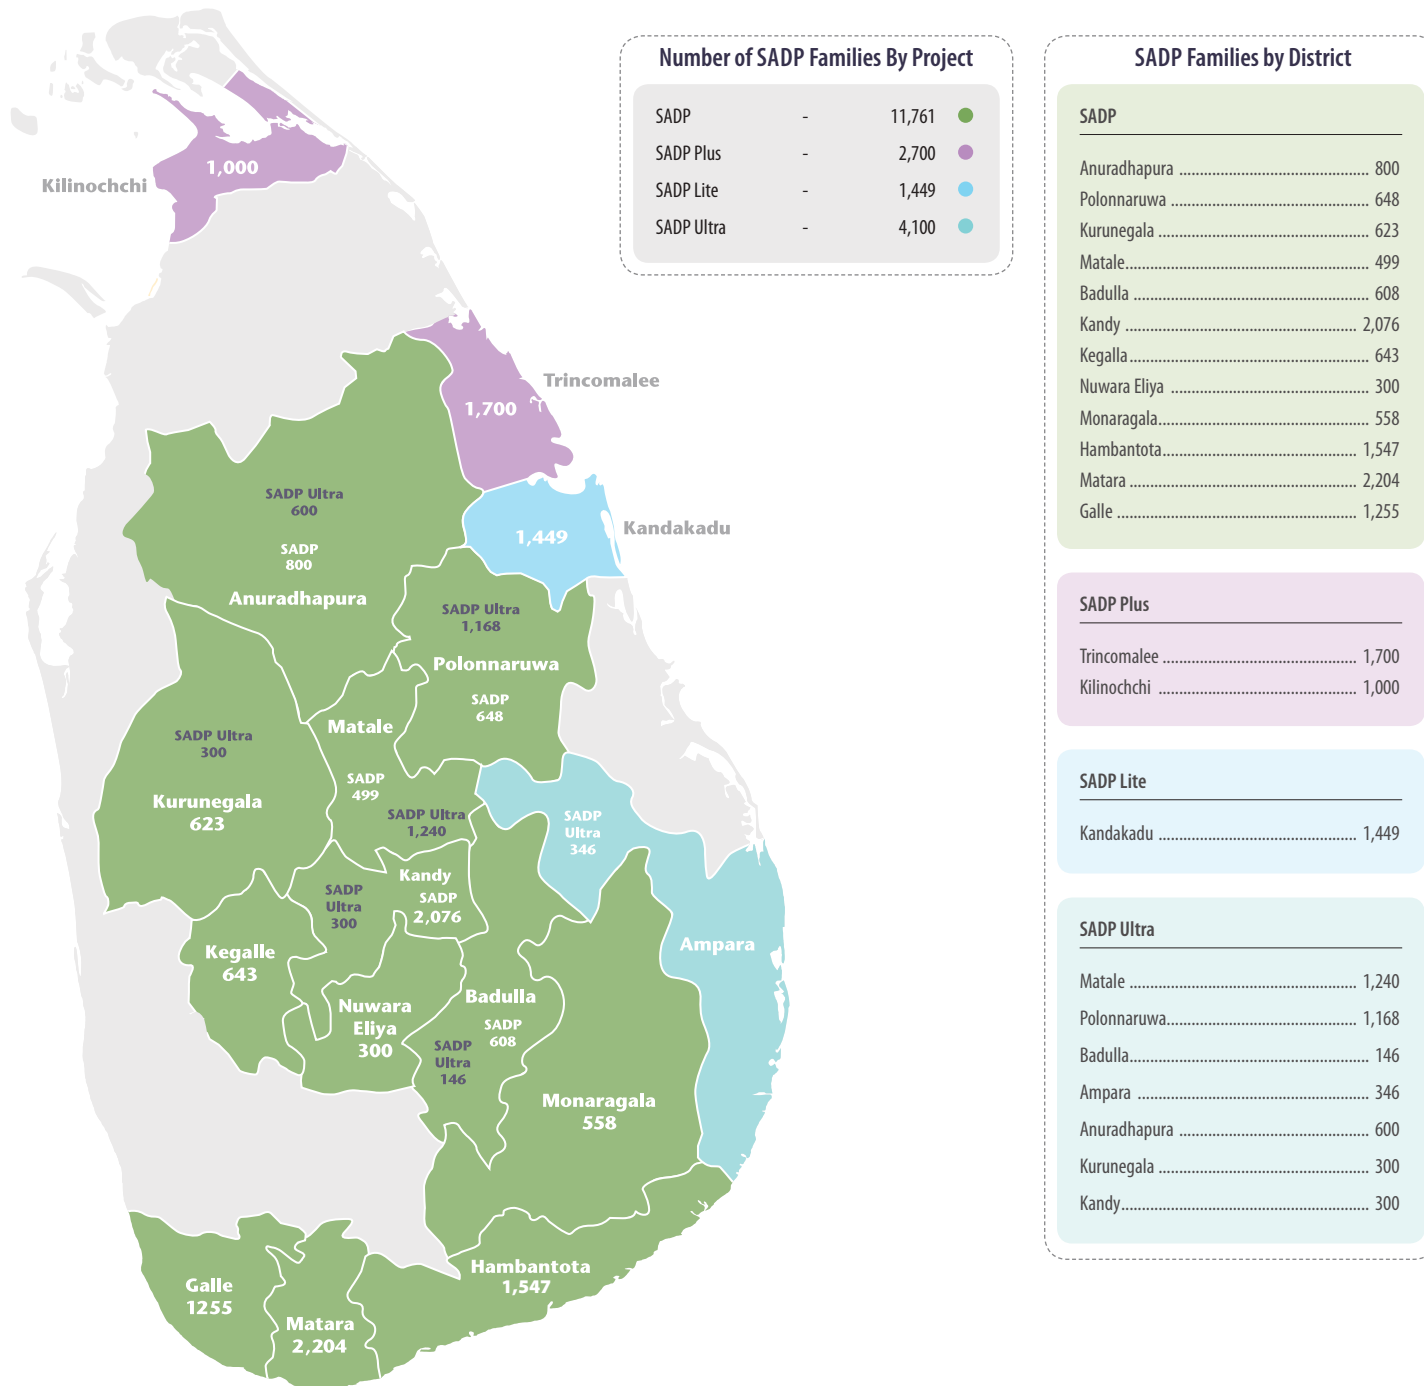 Number of SADP Families By Project
SADP - 11,761
SADP Plus - 2,700
SADP Lite - 1,449
SADP Ultra - 4,100
SADP Families by District
SADP
Anuradhapura ........ 800
Polonnaruwa ........ 648
Kurunegala ........ 623
Matale ........ 499
Badulla ........ 608
Kandy ........ 2,076
Kegalla ........ 643
Nuwara Eliya ........ 300
Monaragala ........ 558
Hambantota ........ 1,547
Matara ........ 2,204
Galle ........ 1,255
SADP Plus
Trincomalee ........ 1,700
Kilinochchi ........ 1,000
SADP Lite
Kandakadu ........ 1,449
SADP Ultra
Matale ........ 1,240
Polonnaruwa ........ 1,168
Badulla ........ 146
Ampara ........ 346
Anuradhapura ........ 600
Kurunegala ........ 300
Kandy ........ 300
1,000
Kilinochchi
Trincomalee
1,700
SADP Ultra
600
SADP
800
Anuradhapura
1,449
Kandakadu
SADP Ultra
1,168
Polonnaruwa
SADP
648
SADP Ultra
300
Kurunegala
623
Matale
SADP
499
SADP Ultra
1,240
SADP
Ultra
346
Kandy
SADP
2,076
SADP
Ultra
300
Kegalle
643
Ampara
Nuwara
Eliya
300
Badulla
SADP
608
SADP
Ultra
146
Monaragala
558
Hambantota
1,547
Galle
1255
Matara
2,204